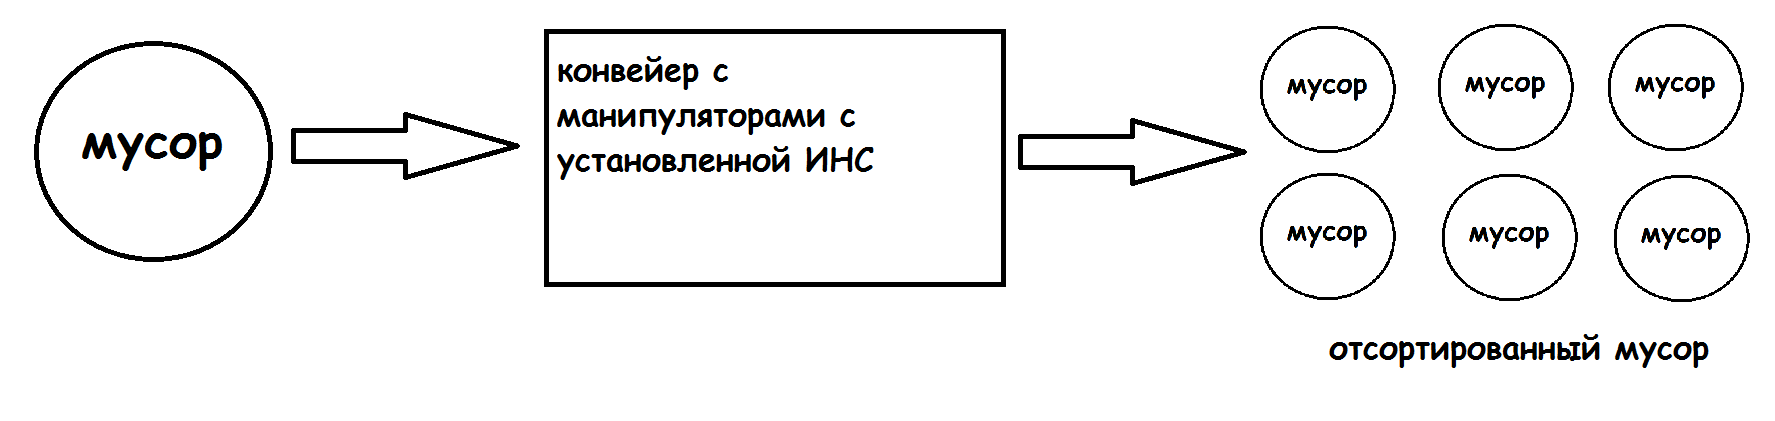 мусор
конвейер с
манипуляторами с
установленной ИНС
мусор
мусор
мусор
мусор
мусор
мусор
отсортированный мусор